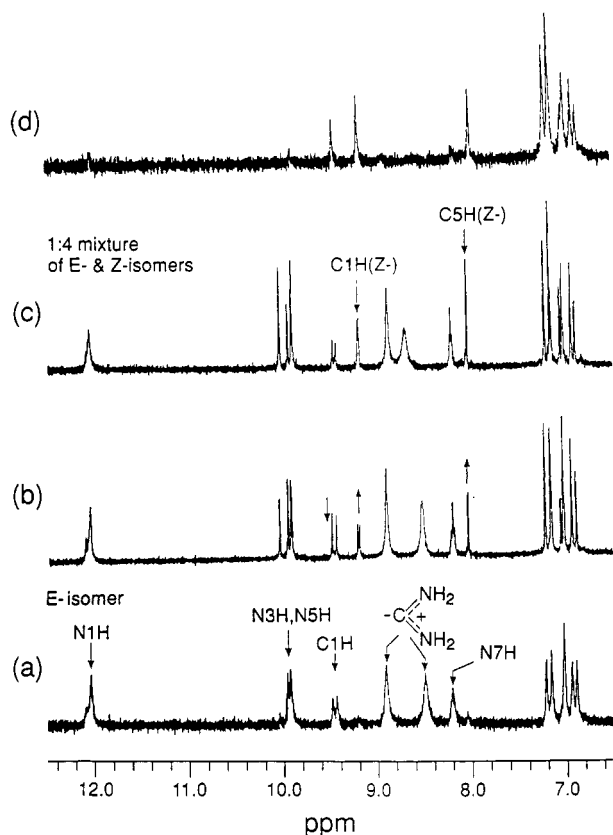 (d)
1:4 mixture
of E- & Z-isomers
C5H(Z-)
C1H(Z-)
(c)
(b)
E-isomer
N1H
N3H,N5H
C1H
-C + NH2
NH2
N7H
(a)
12.0 11.0 10.0 9.0 8.0 7.0
ppm